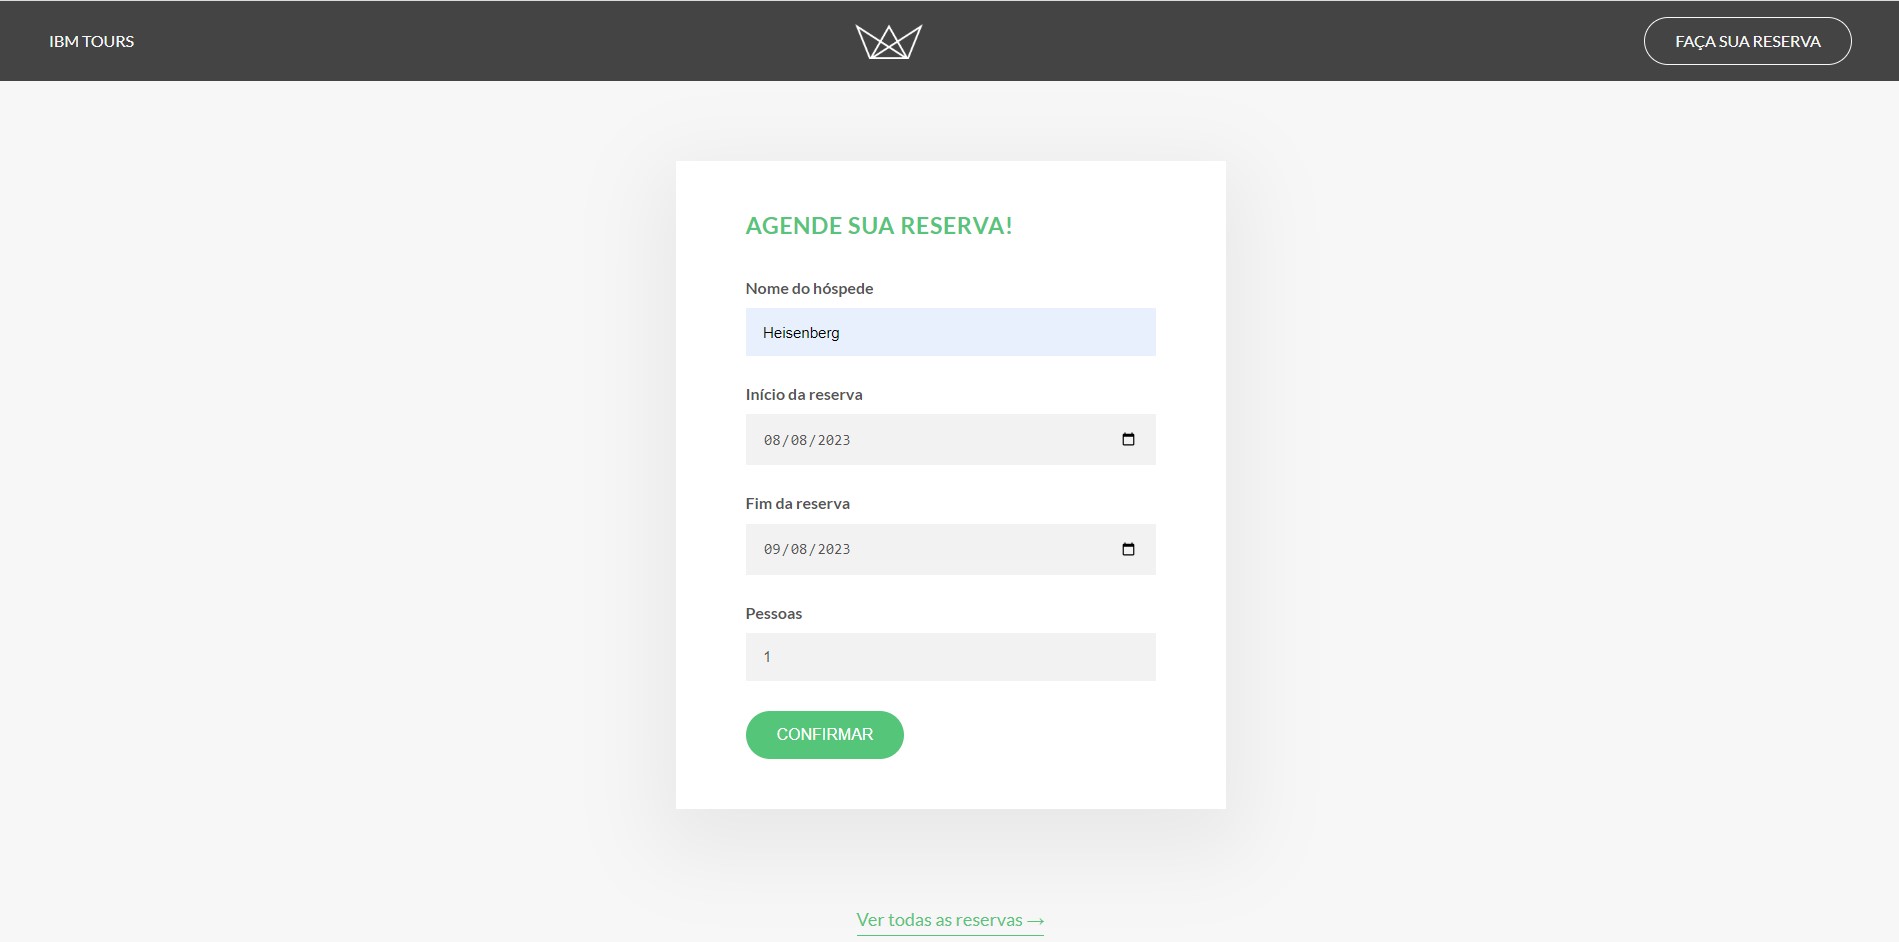 IBM TOURS
FAÇA SUA RESERVA
AGENDE SUA RESERVA!
Nome do hóspede
Heisenberg
Início da reserva
08/08/2023
Fim da reserva
09/08/2023
Pessoas
1
CONFIRMAR
Ver todas as reservas →